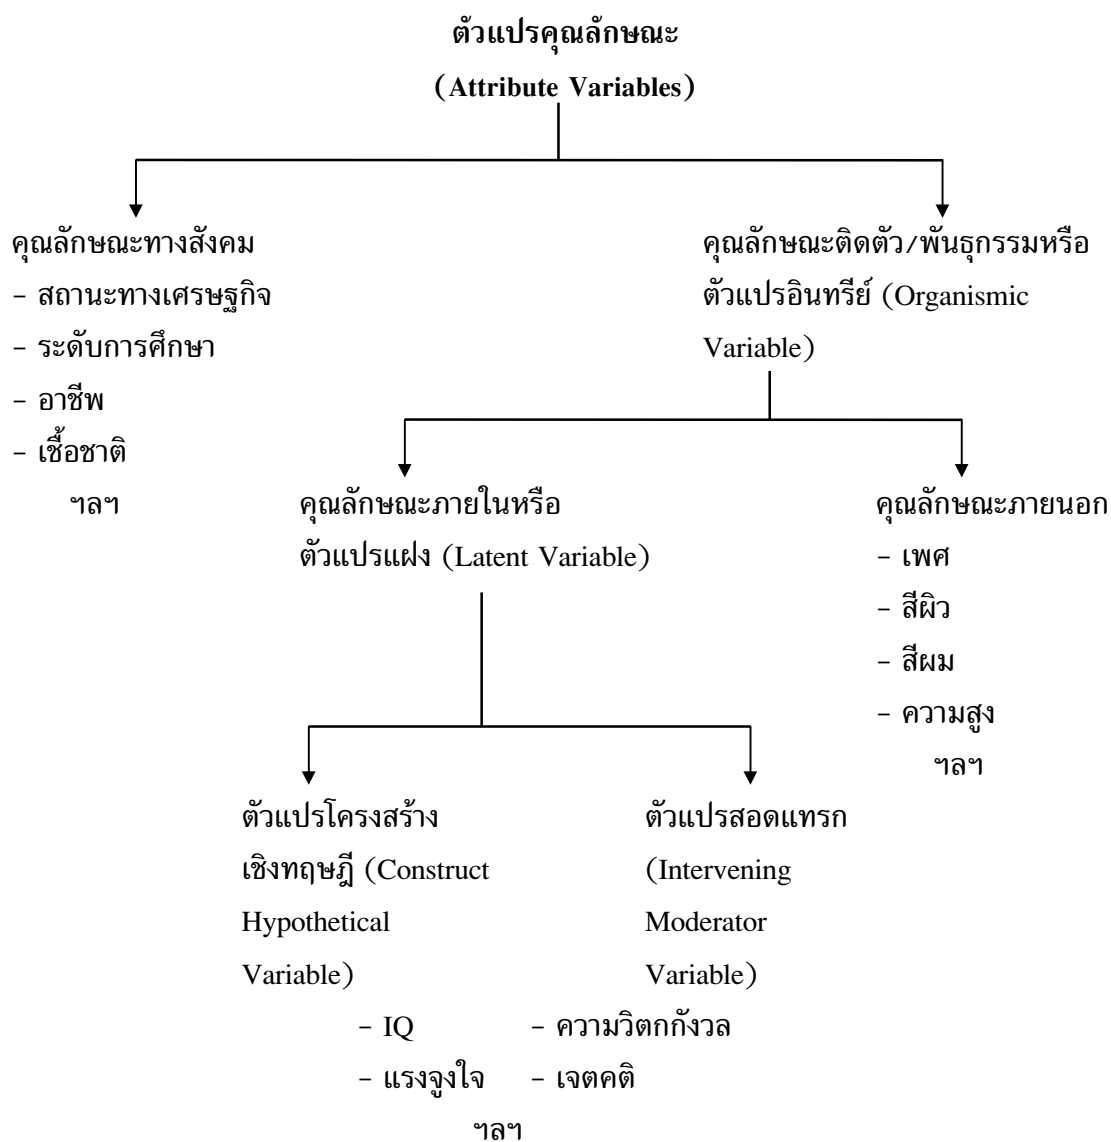 ตัวแปรคุณลักษณะ
(Attribute Variables)
คุณลักษณะทางสังคม
- สถานะทางเศรษฐกิจ
- ระดับการศึกษา
- อาชีพ
- เชื้อชาติ
ฯลฯ
คุณลักษณะติดตัว/พันธุกรรมหรือ
ตัวแปรอินทรีย์ (Organismic
Variable)
คุณลักษณะภายในหรือ
ตัวแปรแฝง (Latent Variable)
คุณลักษณะภายนอก
- เพศ
- สีผิว
- สีผม
- ความสูง
ฯลฯ
ตัวแปรโครงสร้าง
เชิงทฤษฎี (Construct
Hypothetical
Variable)
ตัวแปรสอดแทรก
(Intervening
Moderator
Variable)
- IQ - ความวิตกกังวล
- แรงจูงใจ - เจตคติ
ฯลฯ